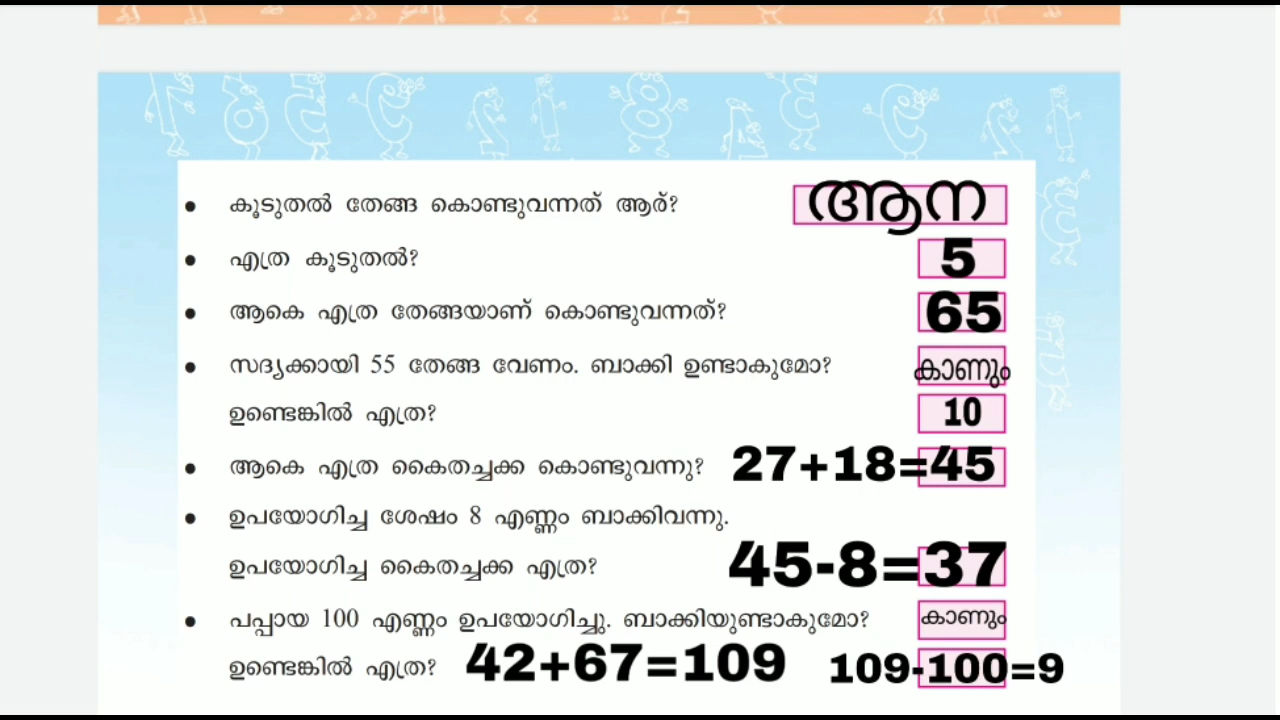 കൂടുതൽ തേങ്ങ കൊണ്ടുവന്നത് ആര്? ആന
എത്ര കൂടുതൽ? 5
ആകെ എത്ര തേങ്ങയാണ് കൊണ്ടുവന്നത്? 65
സദ്യക്കായി 55 തേങ്ങ വേണം. ബാക്കി ഉണ്ടാകുമോ? കാണും
ഉണ്ടെങ്കിൽ എത്ര? 10
ആകെ എത്ര കൈതച്ചക്ക കൊണ്ടുവന്നു? 27+18=45
ഉപയോഗിച്ച ശേഷം 8 എണ്ണം ബാക്കിവന്നു.
ഉപയോഗിച്ച കൈതച്ചക്ക എത്ര? 45-8=37
പപ്പായ 100 എണ്ണം ഉപയോഗിച്ചു. ബാക്കിയുണ്ടാകുമോ? കാണും
ഉണ്ടെങ്കിൽ എത്ര? 42+67=109 109-100=9